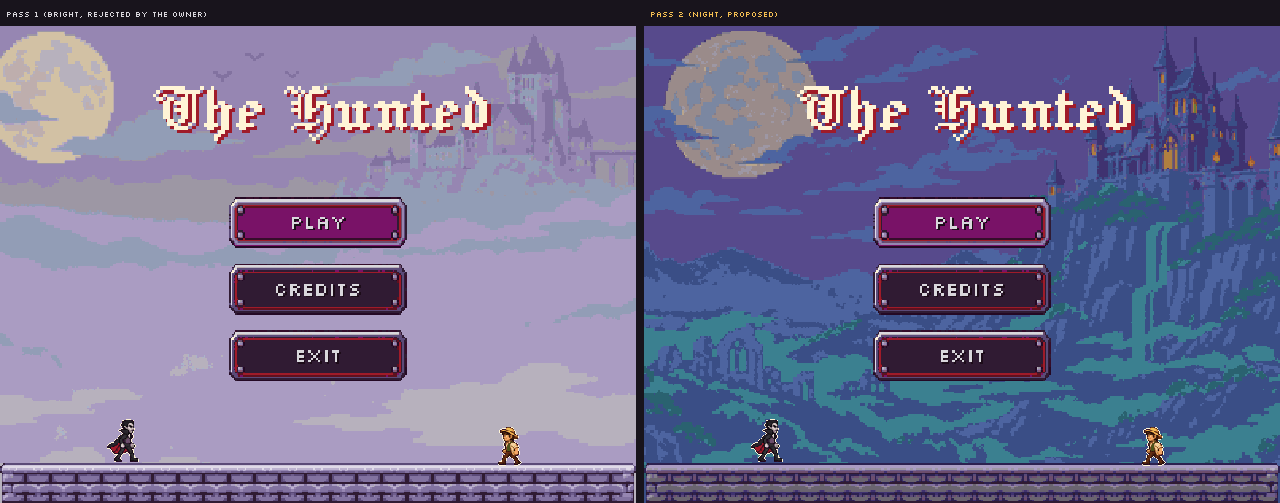 PASS 1 (BRIGHT, REJECTED BY THE OWNER)
The Hunted
PLAY
CREDITS
EXIT
PASS 2 (NIGHT, PROPOSED)
The Hunted
PLAY
CREDITS
EXIT